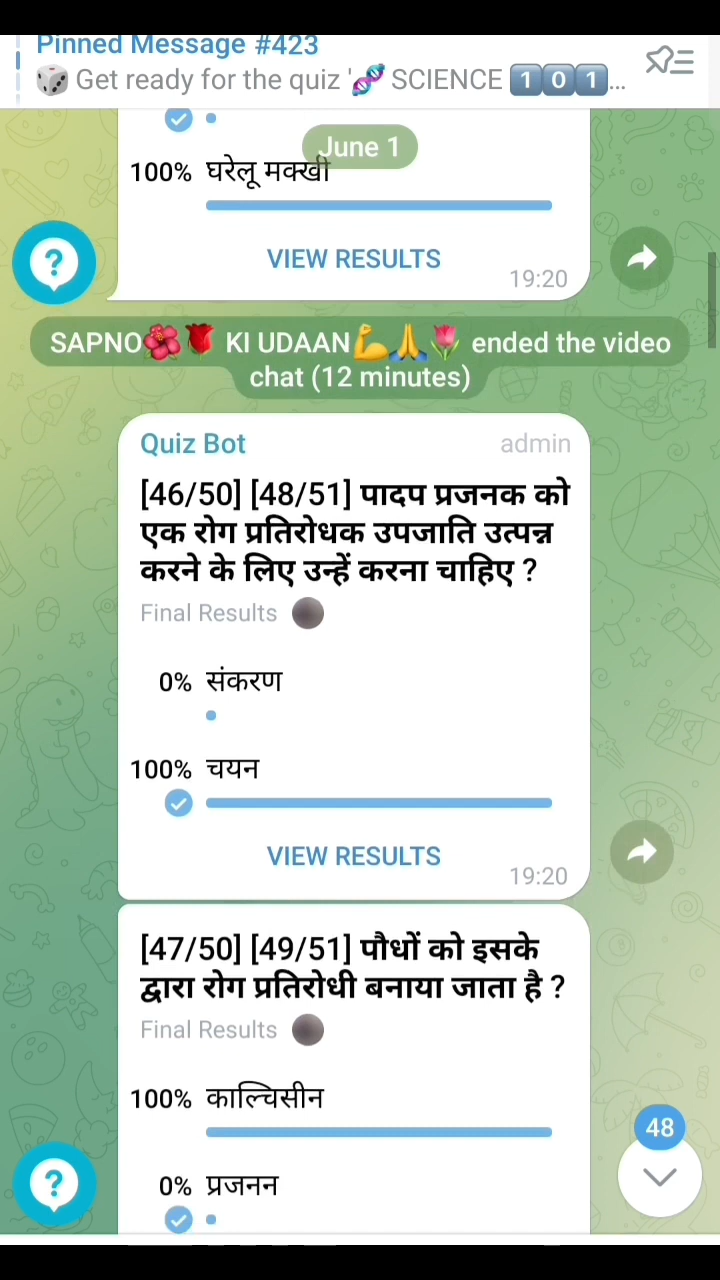 Pinned Message #423
🎲 Get ready for the quiz '🧬 SCIENCE 1️⃣0️⃣1️⃣...
June 1
100% घरेलू मक्खी
VIEW RESULTS
19:20
SAPNO🌺🌹 KI UDAAN💪🙏🌷 ended the video
chat (12 minutes)
Quiz Bot admin
[46/50] [48/51] पादप प्रजनक को
एक रोग प्रतिरोधक उपजाति उत्पन्न
करने के लिए उन्हें करना चाहिए ?
Final Results
0% संकरण
100% चयन
VIEW RESULTS
19:20
[47/50] [49/51] पौधों को इसके
द्वारा रोग प्रतिरोधी बनाया जाता है ?
Final Results
100% काल्चिसीन
48
0% प्रजनन